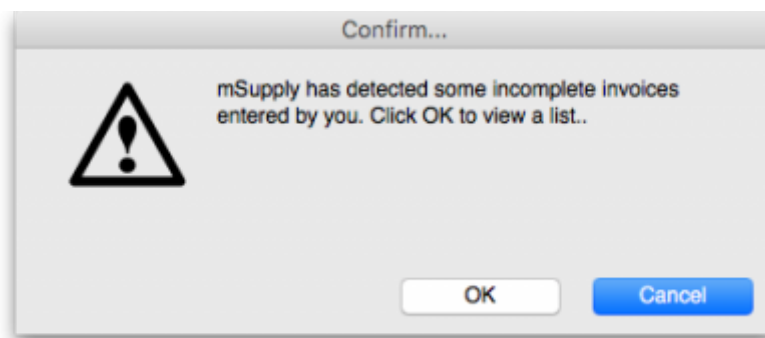 Confirm...
mSupply has detected some incomplete invoices
entered by you. Click OK to view a list..
OK
Cancel